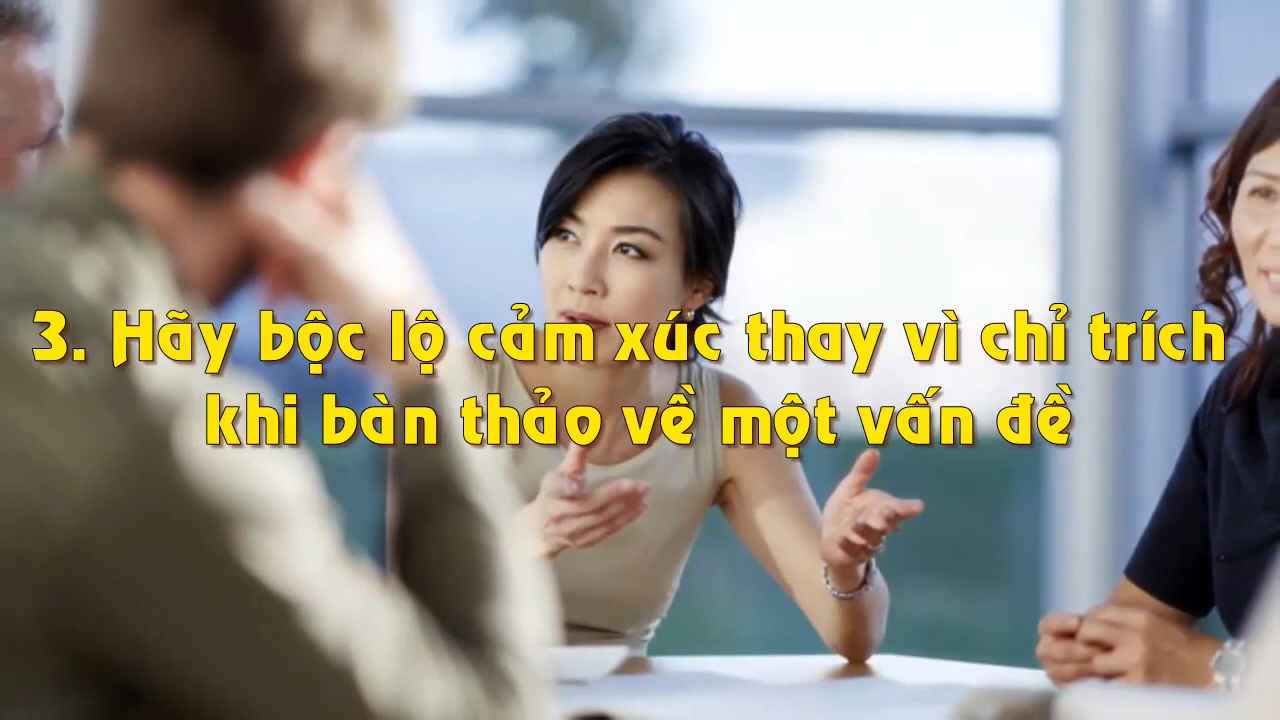 3. Hãy bộc lộ cảm xúc thay vì chỉ trích
khi bàn thảo về một vấn đề